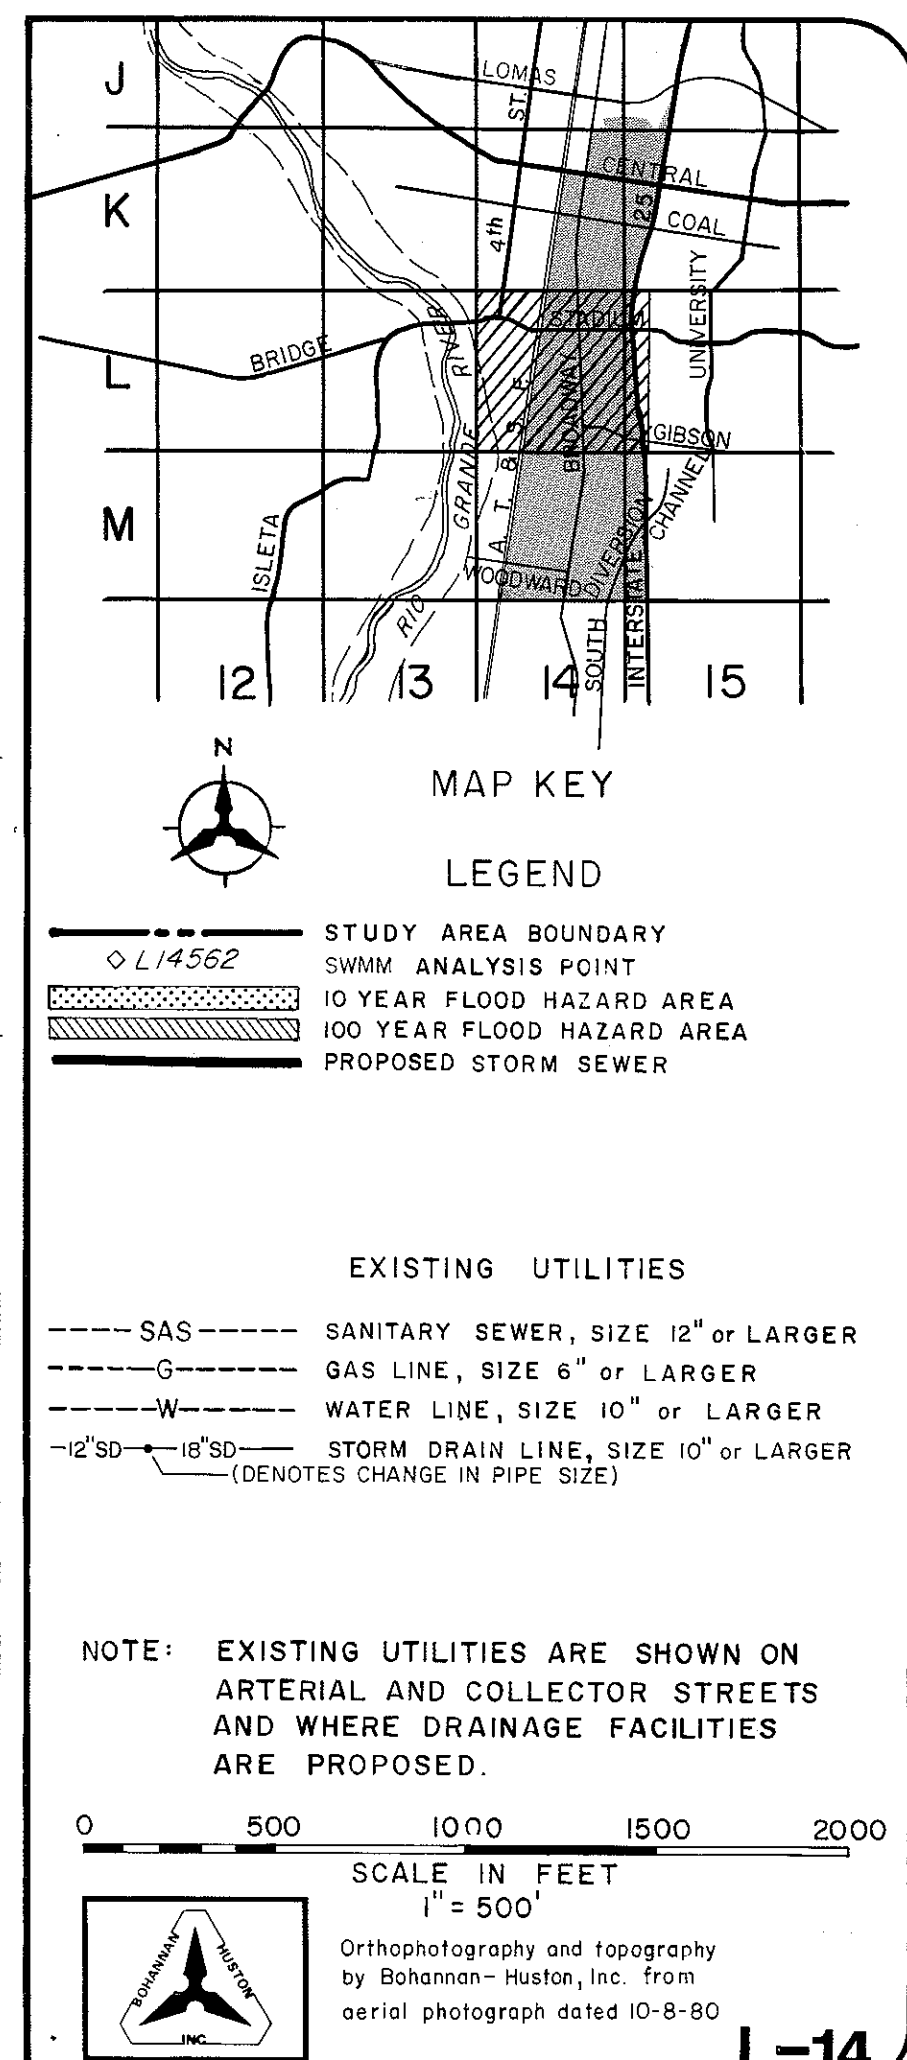 J
LOMAS
4th ST.
K
CENTRAL
25
COAL
UNIVERSITY
STADIUM
L
BRIDGE
RIO GRANDE RIVER
BROADWAY
A. T. & S. F.
GIBSON
M
ISLETA
WOODWARD
SOUTH DIVERSION CHANNEL
INTERSTATE
12 13 14 15
N
MAP KEY
LEGEND
STUDY AREA BOUNDARY
L14562 SWMM ANALYSIS POINT
10 YEAR FLOOD HAZARD AREA
100 YEAR FLOOD HAZARD AREA
PROPOSED STORM SEWER
EXISTING UTILITIES
SAS SANITARY SEWER, SIZE 12" or LARGER
G GAS LINE, SIZE 6" or LARGER
W WATER LINE, SIZE 10" or LARGER
12"SD 18"SD STORM DRAIN LINE, SIZE 10" or LARGER
(DENOTES CHANGE IN PIPE SIZE)
NOTE: EXISTING UTILITIES ARE SHOWN ON
ARTERIAL AND COLLECTOR STREETS
AND WHERE DRAINAGE FACILITIES
ARE PROPOSED.
0 500 1000 1500 2000
SCALE IN FEET
1" = 500'
BOHANNAN
HUSTON
INC.
Orthophotography and topography
by Bohannan-Huston, Inc. from
aerial photograph dated 10-8-80
L-14